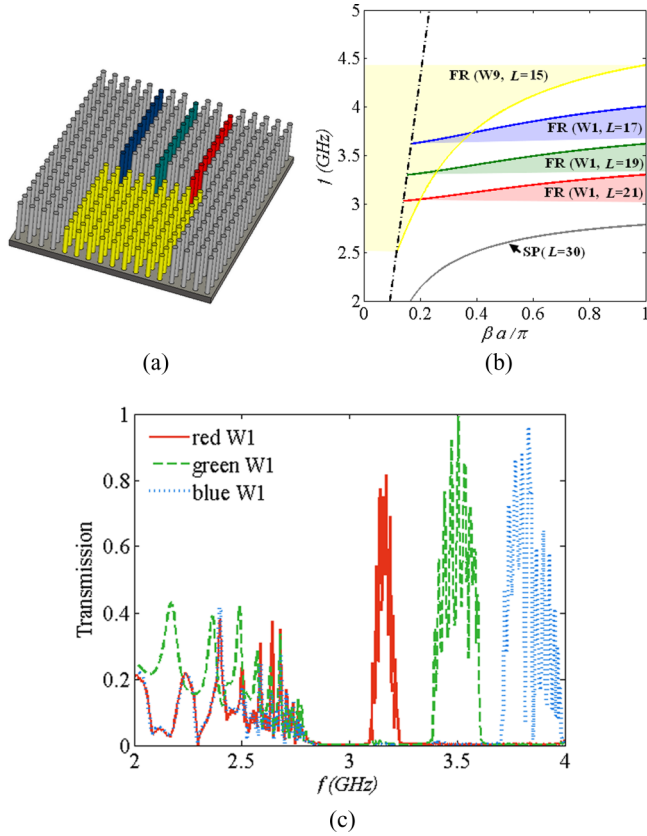 5
4.5
4
3.5
3
2.5
2
f (GHz)
FR (W9, L=15)
FR (W1, L=17)
FR (W1, L=19)
FR (W1, L=21)
SP( L=30)
0 0.2 0.4 0.6 0.8 1
β a/π
(a)
(b)
1
0.8
0.6
0.4
0.2
0
Transmission
red W1
green W1
blue W1
2 2.5 3 3.5 4
f (GHz)
(c)